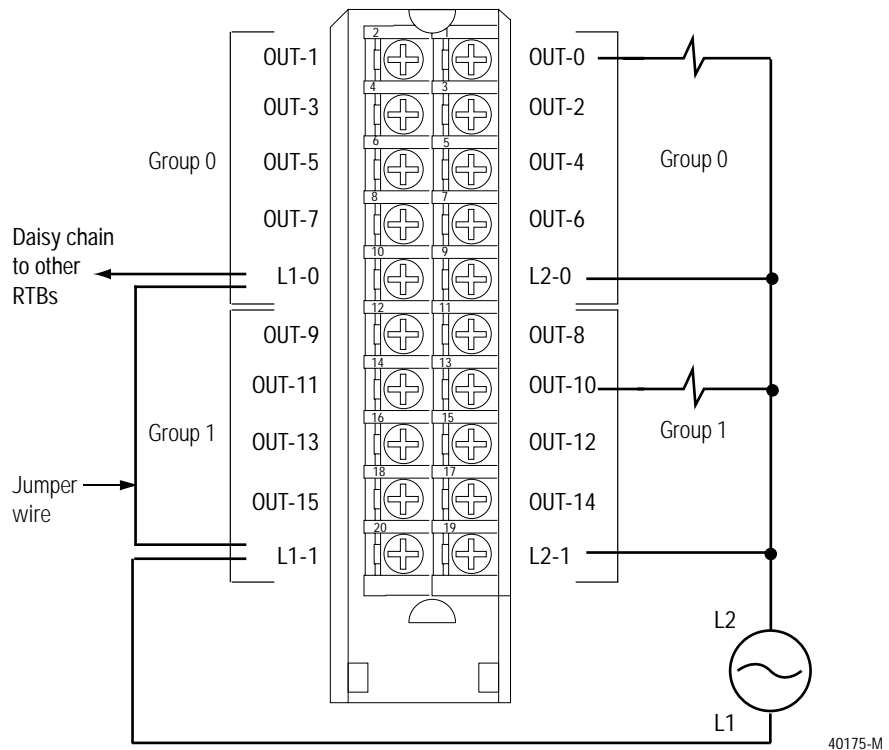 2 1
OUT-1 OUT-0
4 3
OUT-3 OUT-2
6 5
Group 0 OUT-5 OUT-4 Group 0
8 7
OUT-7 OUT-6
Daisy chain
to other
RTBs
10 9
L1-0 L2-0
12 11
OUT-9 OUT-8
14 13
OUT-11 OUT-10
16 15
Group 1 OUT-13 OUT-12 Group 1
18 17
Jumper
wire
OUT-15 OUT-14
20 19
L1-1 L2-1
L2
L1
40175-M